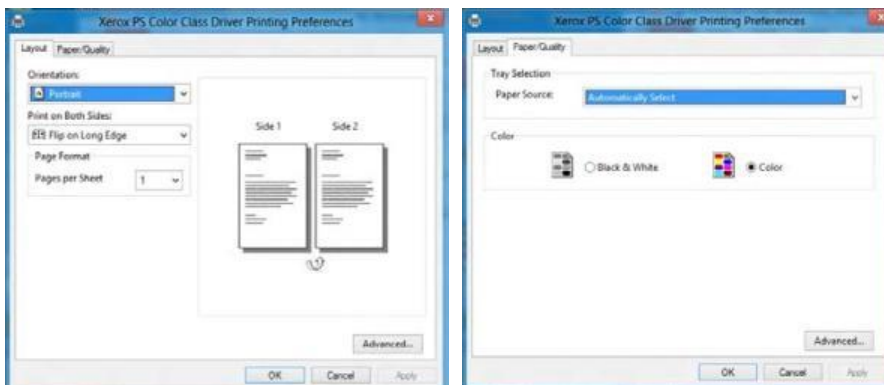 Xerox PS Color Class Driver Printing Preferences
Layout Paper/Quality
Orientation:
Portrait
Print on Both Sides:
Flip on Long Edge
Page Format
Pages per Sheet 1
Side 1 Side 2
Advanced...
OK Cancel Apply
Xerox PS Color Class Driver Printing Preferences
Layout Paper/Quality
Tray Selection
Paper Source: Automatically Select
Color
Black & White Color
Advanced...
OK Cancel Apply